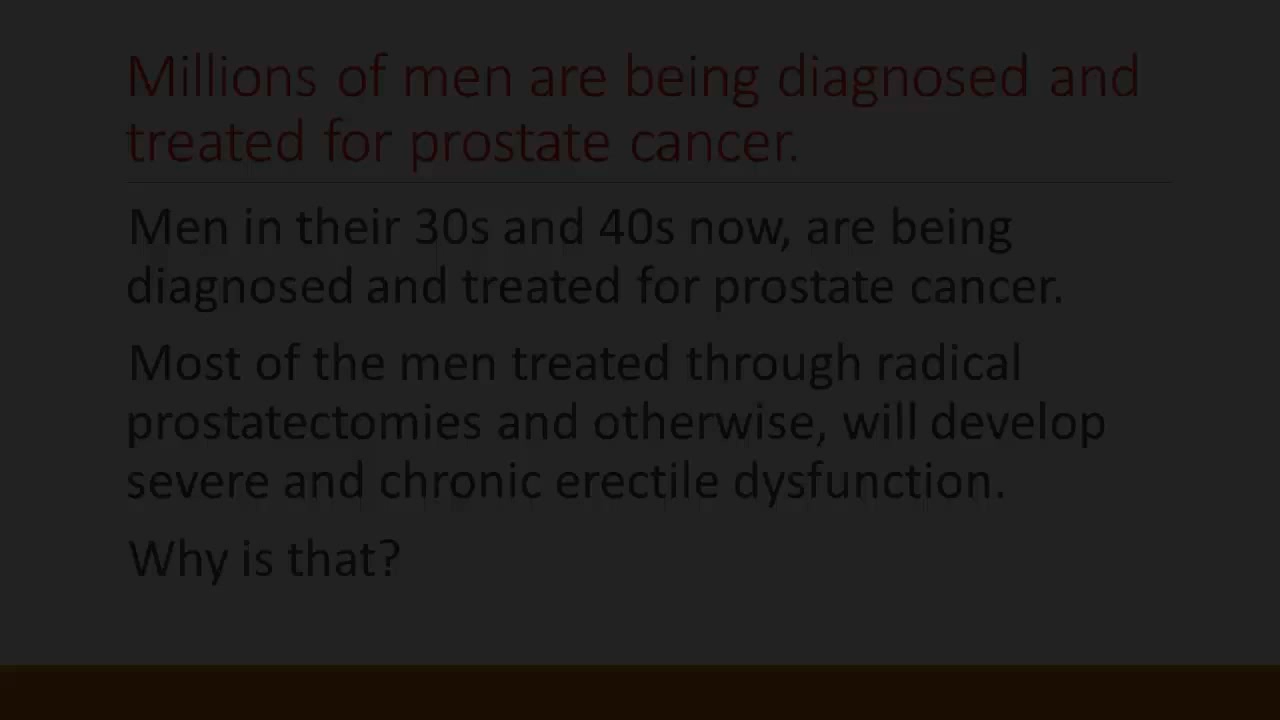 Millions of men are being diagnosed and
treated for prostate cancer.
Men in their 30s and 40s now, are being
diagnosed and treated for prostate cancer.
Most of the men treated through radical
prostatectomies and otherwise, will develop
severe and chronic erectile dysfunction.
Why is that?